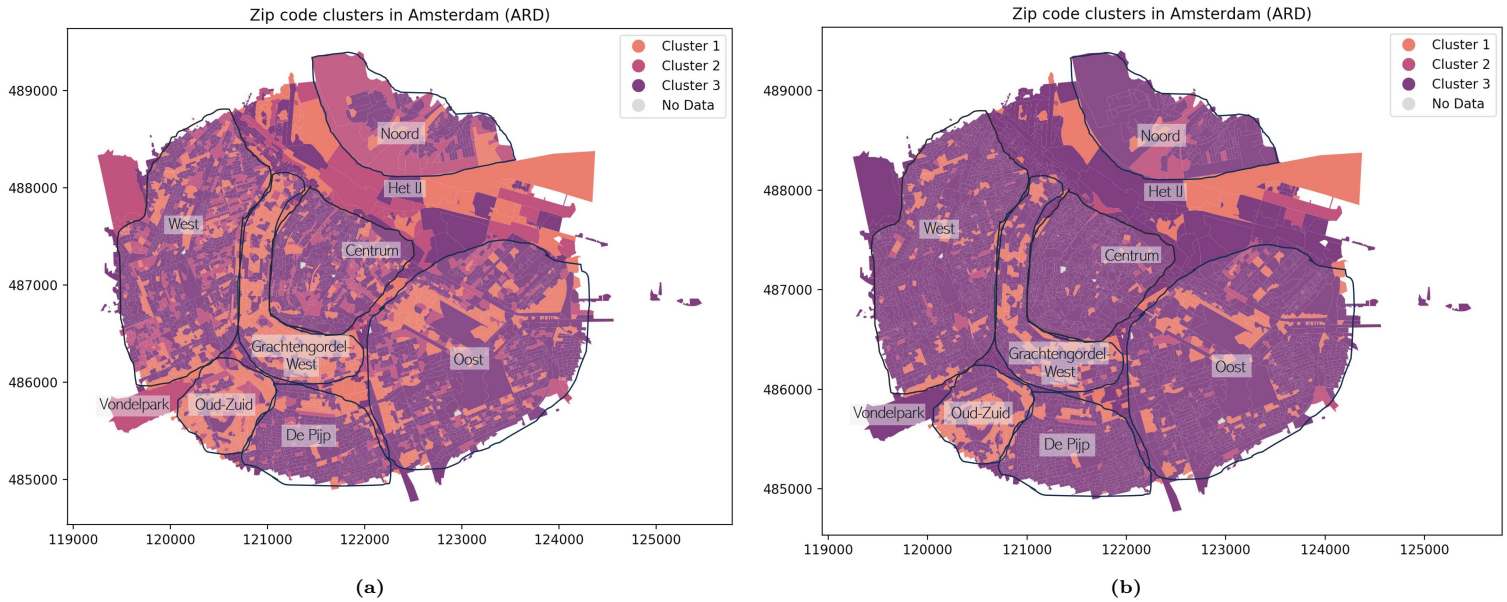 Zip code clusters in Amsterdam (ARD)
Cluster 1
Cluster 2
Cluster 3
No Data
489000
488000
487000
486000
485000
Noord
Het IJ
West
Centrum
Grachtengordel-
West
Oost
Vondelpark
Oud-Zuid
De Pijp
119000 120000 121000 122000 123000 124000 125000
(a)
Zip code clusters in Amsterdam (ARD)
Cluster 1
Cluster 2
Cluster 3
No Data
489000
488000
487000
486000
485000
Noord
Het IJ
West
Centrum
Grachtengordel-
West
Oost
Vondelpark
Oud-Zuid
De Pijp
119000 120000 121000 122000 123000 124000 125000
(b)